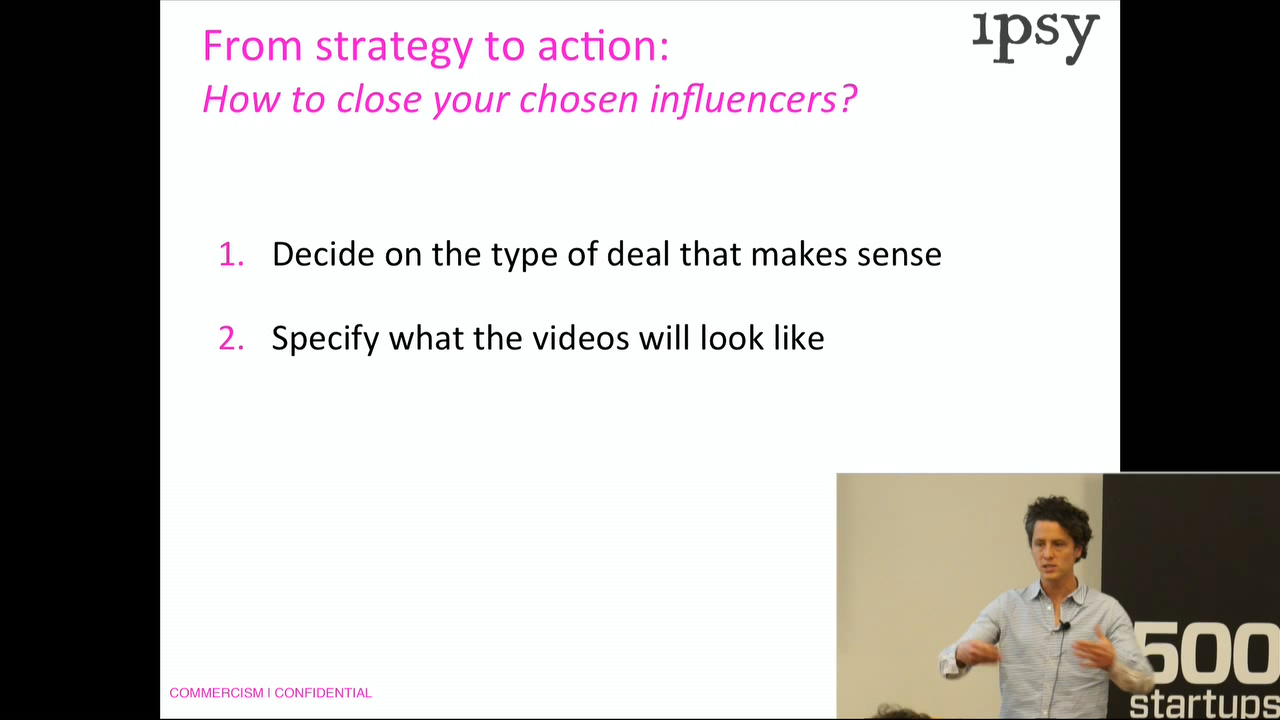 From strategy to action:
ipsy
How to close your chosen influencers?
1. Decide on the type of deal that makes sense
2. Specify what the videos will look like
COMMERCISM | CONFIDENTIAL
500
startups